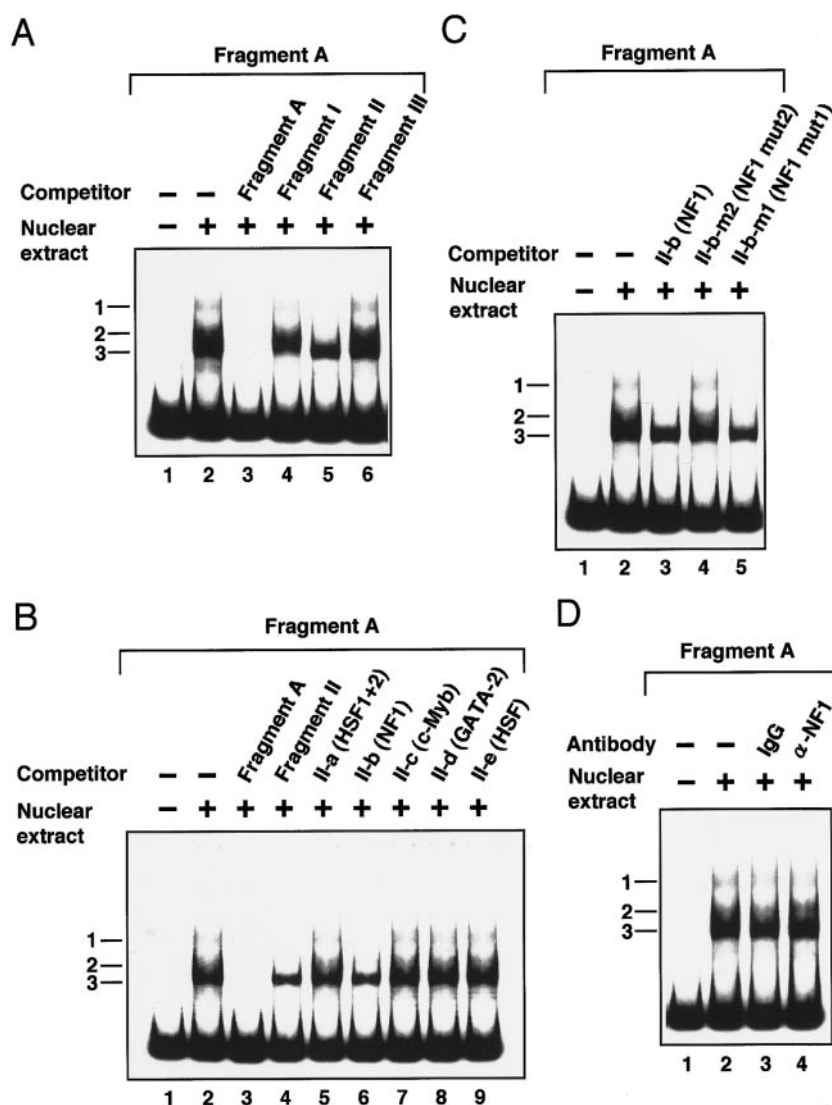 A
Fragment A
Fragment A
Fragment I
Fragment II
Fragment III
Competitor – –
Nuclear extract – + + + + +
1
2
3
1 2 3 4 5 6
B
Fragment A
Fragment A
Fragment II
II-a (HSF1+2)
II-b (NF1)
II-c (c-Myb)
II-d (GATA-2)
II-e (HSF)
Competitor – –
Nuclear extract – + + + + + + + +
1
2
3
1 2 3 4 5 6 7 8 9
C
Fragment A
II-b (NF1)
II-b-m2 (NF1 mut2)
II-b-m1 (NF1 mut1)
Competitor – –
Nuclear extract – + + + +
1
2
3
1 2 3 4 5
D
Fragment A
IgG
α-NF1
Antibody – –
Nuclear extract – + + +
1
2
3
1 2 3 4